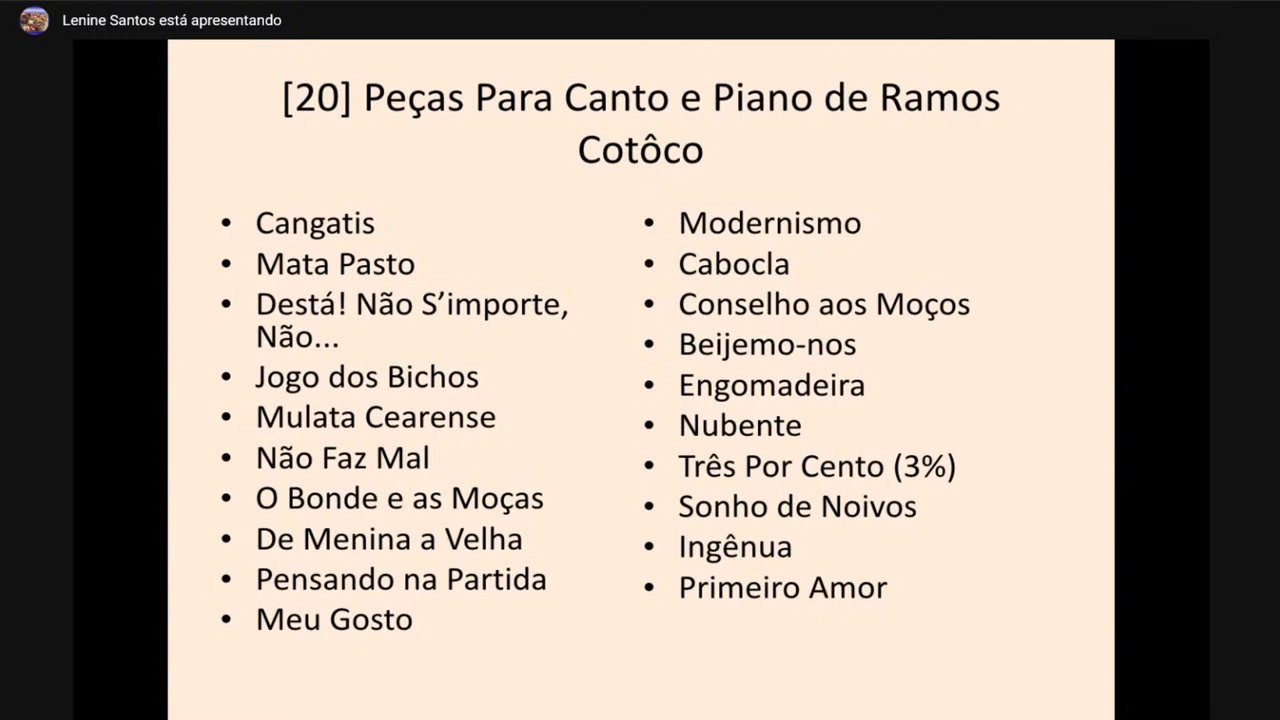 Lenine Santos está apresentando
[20] Peças Para Canto e Piano de Ramos
Cotôco
• Cangatis
• Mata Pasto
• Destá! Não S’importe,
Não...
• Jogo dos Bichos
• Mulata Cearense
• Não Faz Mal
• O Bonde e as Moças
• De Menina a Velha
• Pensando na Partida
• Meu Gosto
• Modernismo
• Cabocla
• Conselho aos Moços
• Beijemo-nos
• Engomadeira
• Nubente
• Três Por Cento (3%)
• Sonho de Noivos
• Ingênua
• Primeiro Amor